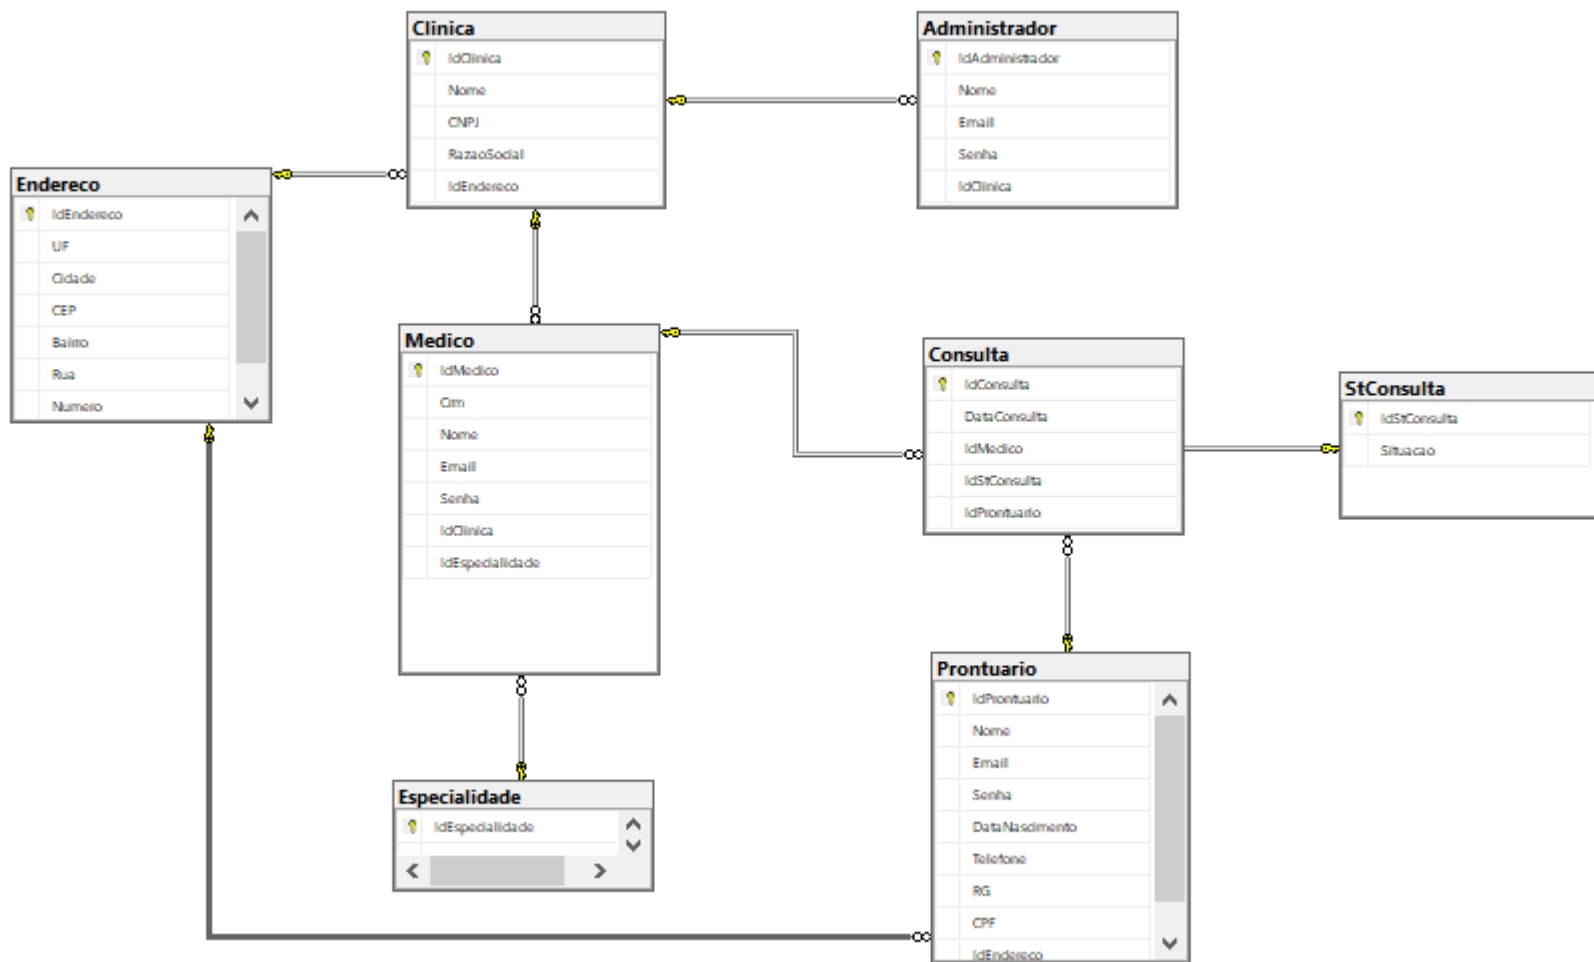 Clinica
IdClinica
Nome
CNPJ
RazaoSocial
IdEndereco
Administrador
IdAdministrador
Nome
Email
Senha
IdClinica
Endereco
IdEndereco
UF
Cidade
CEP
Bairro
Rua
Numero
Medico
IdMedico
Crm
Nome
Email
Senha
IdClinica
IdEspecialidade
Consulta
IdConsulta
DataConsulta
IdMedico
IdStConsulta
IdProntuario
StConsulta
IdStConsulta
Situacao
Especialidade
IdEspecialidade
Prontuario
IdProntuario
Nome
Email
Senha
DataNascimento
Telefone
RG
CPF
IdEndereco